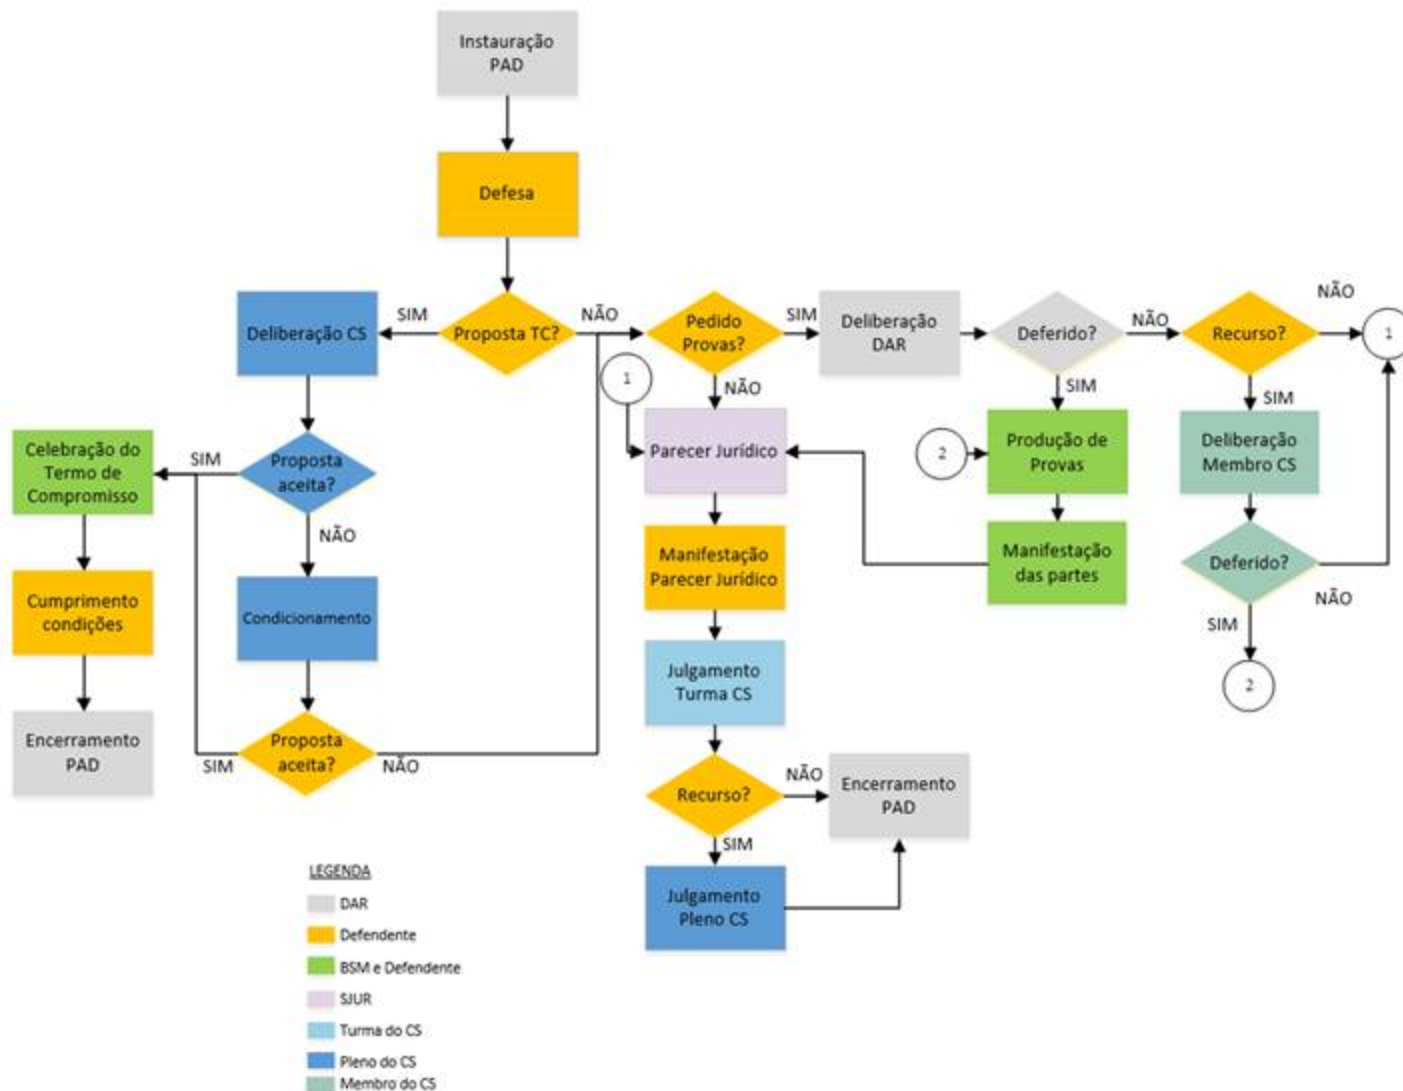 Instauração
PAD
Defesa
Proposta TC?
SIM
NÃO
Deliberação CS
Pedido
Provas?
SIM
NÃO
Deliberação
DAR
Deferido?
NÃO
SIM
Recurso?
NÃO
SIM
1
1
Parecer Jurídico
2
Produção de
Provas
Deliberação
Membro CS
Celebração do
Termo de
Compromisso
SIM
Proposta
aceita?
NÃO
Manifestação
Parecer Jurídico
Manifestação
das partes
Deferido?
NÃO
SIM
2
Cumprimento
condições
Condicionamento
Julgamento
Turma CS
Encerramento
PAD
SIM
Proposta
aceita?
NÃO
Recurso?
NÃO
SIM
Encerramento
PAD
Julgamento
Pleno CS
LEGENDA
DAR
Defendente
BSM e Defendente
SJUR
Turma do CS
Pleno do CS
Membro do CS